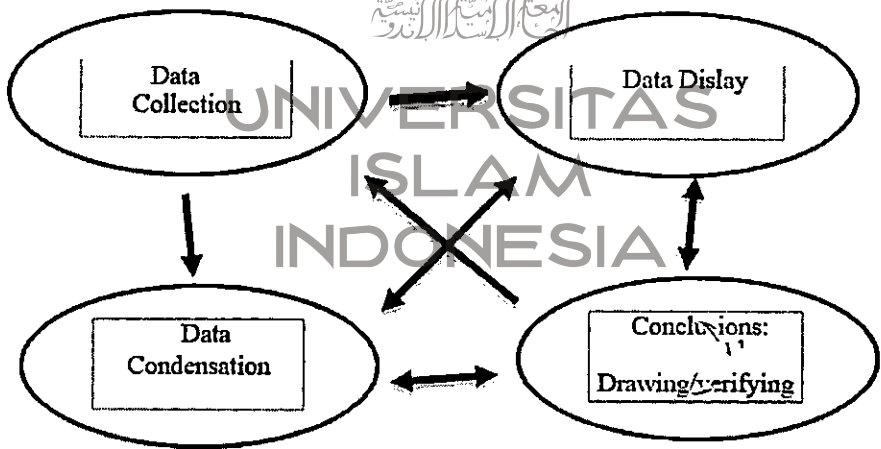 Data
Collection
Data Dislay
UNIVERSITAS
ISLAM
INDONESIA
Data
Condensation
Conclusions:
Drawing/verifying